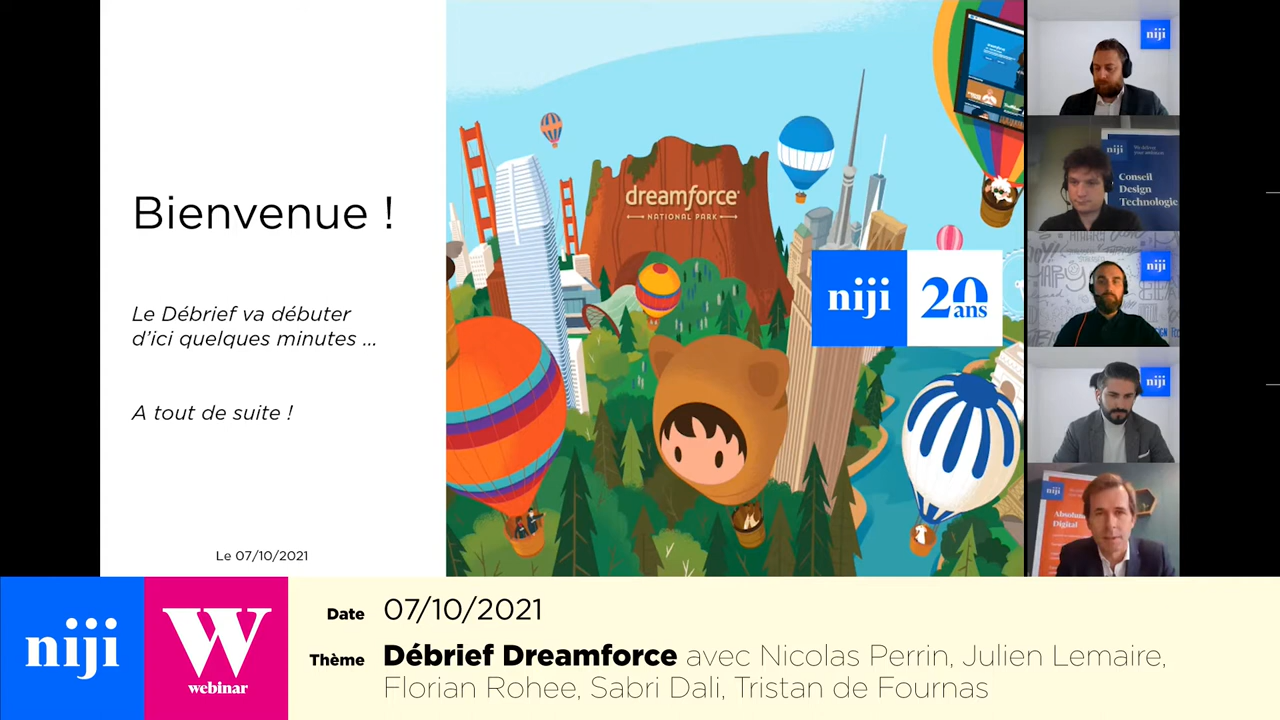 Bienvenue !
Le Débrief va débuter
d'ici quelques minutes ...
A tout de suite !
Le 07/10/2021
dreamforce
NATIONAL PARK
niji
20
ans
niji
niji
Conseil
Design
Technologie
niji
niji
niji
Absolu
Digital
niji
W
webinar
Date 07/10/2021
Thème Débrief Dreamforce avec Nicolas Perrin, Julien Lemaire,
Florian Rohee, Sabri Dali, Tristan de Fournas